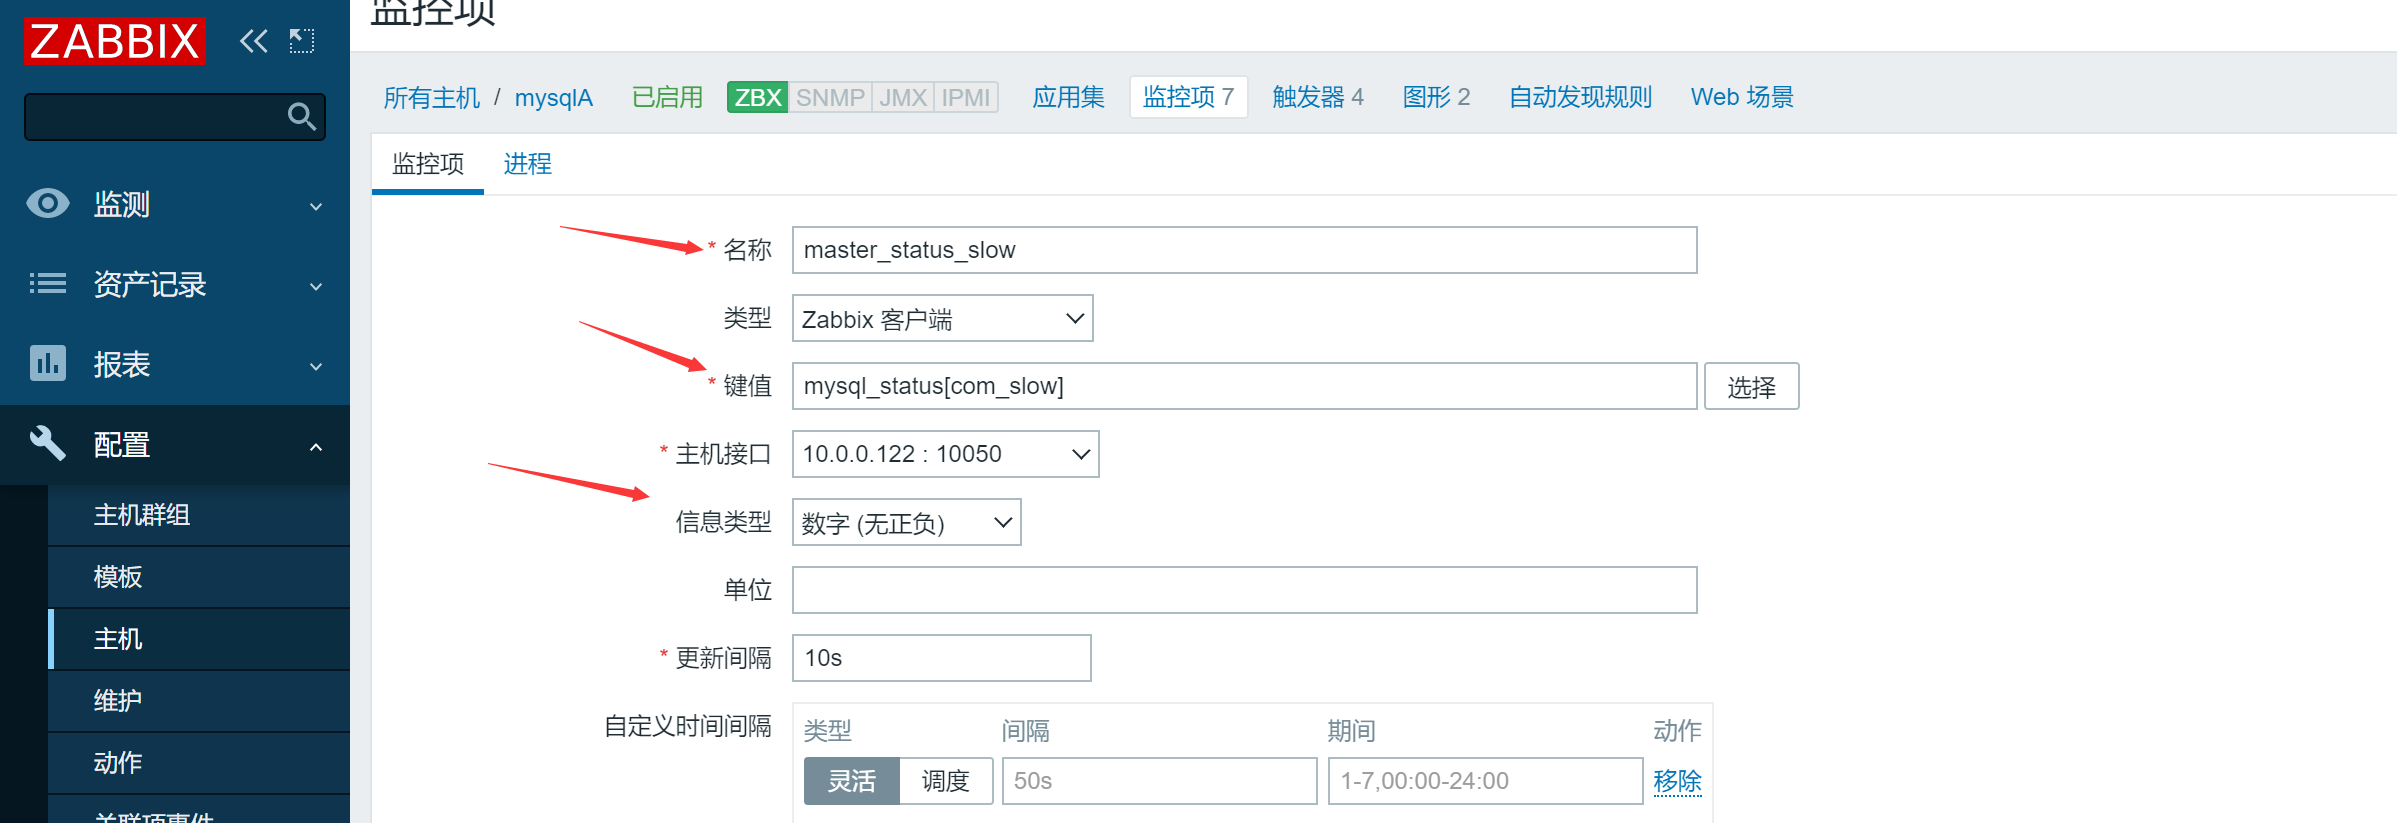 监控项
ZABBIX
所有主机 / mysqlA 已启用 ZBX SNMP JMX IPMI 应用集 监控项 7 触发器 4 图形 2 自动发现规则 Web 场景
监控项 进程
监测
资产记录
报表
配置
主机群组
模板
主机
维护
动作
关联项事件
* 名称 master_status_slow
类型 Zabbix 客户端
* 键值 mysql_status[com_slow] 选择
* 主机接口 10.0.0.122 : 10050
信息类型 数字 (无正负)
单位
* 更新间隔 10s
自定义时间间隔 类型 间隔 期间 动作
灵活 调度 50s 1-7,00:00-24:00 移除